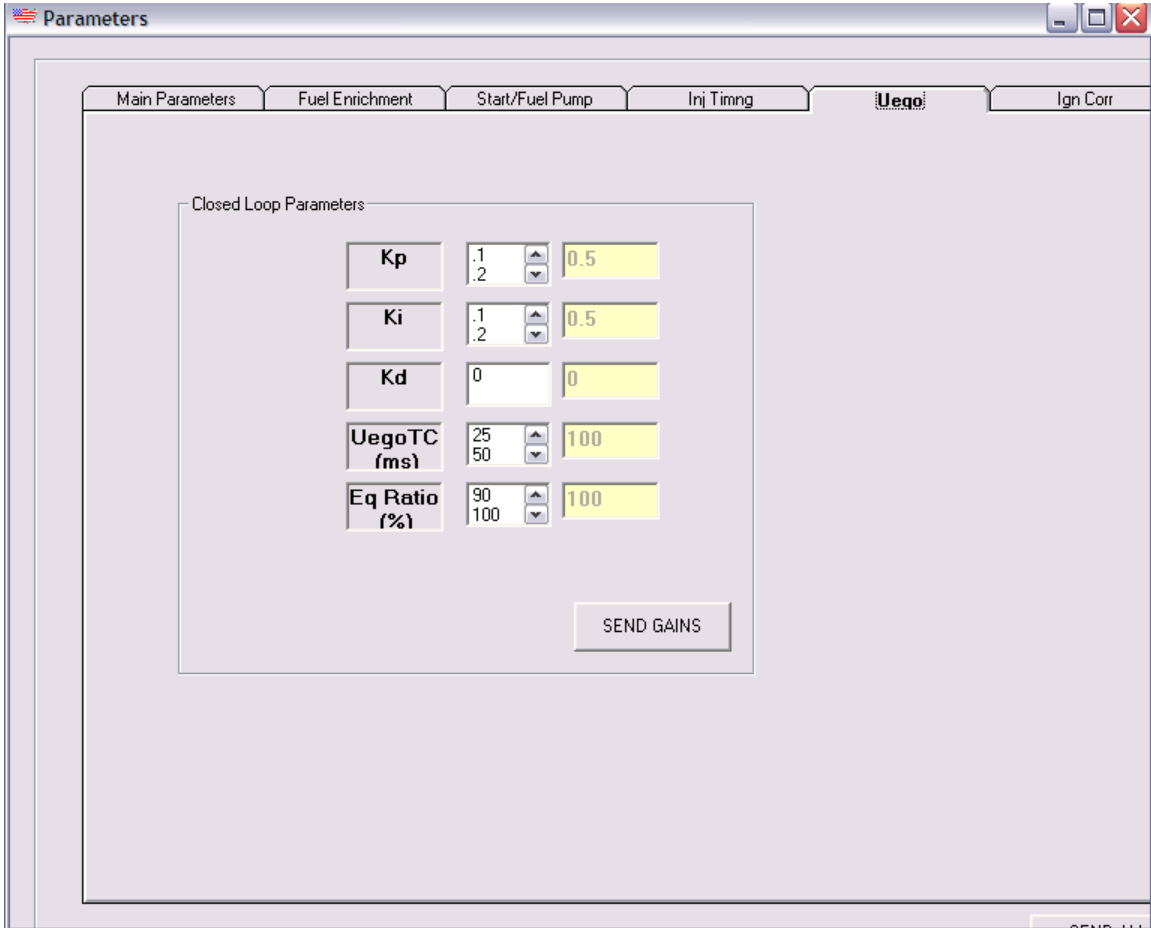 Parameters
Main Parameters Fuel Enrichment Start/Fuel Pump Inj Timng Uego Ign Corr
Closed Loop Parameters
Kp .1 0.5
.2
Ki .1 0.5
.2
Kd 0 0
UegoTC 25 100
(ms) 50
Eq Ratio 90 100
(%) 100
SEND GAINS
SEND